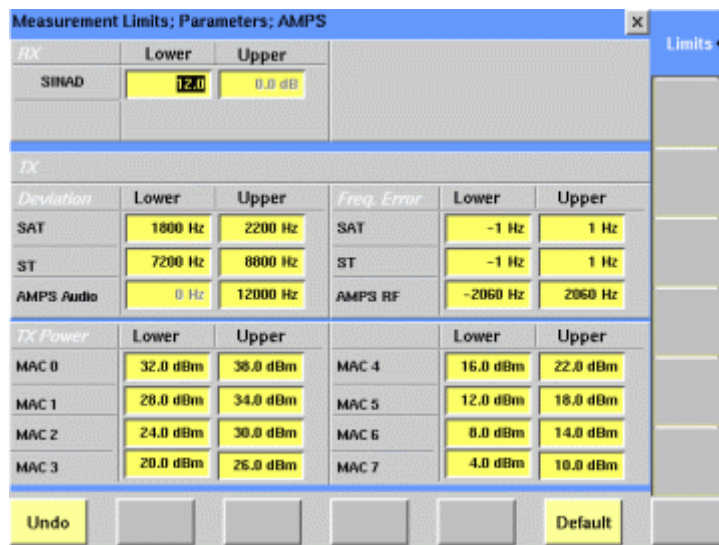 Measurement Limits; Parameters; AMPS
Limits
RX Lower Upper
SINAD 12.0 0.0 dB
TX
Deviation Lower Upper Freq. Error Lower Upper
SAT 1800 Hz 2200 Hz SAT -1 Hz 1 Hz
ST 7200 Hz 8800 Hz ST -1 Hz 1 Hz
AMPS Audio 0 Hz 12000 Hz AMPS RF -2060 Hz 2060 Hz
TX Power Lower Upper Lower Upper
MAC 0 32.0 dBm 38.0 dBm MAC 4 16.0 dBm 22.0 dBm
MAC 1 28.0 dBm 34.0 dBm MAC 5 12.0 dBm 18.0 dBm
MAC 2 24.0 dBm 30.0 dBm MAC 6 8.0 dBm 14.0 dBm
MAC 3 20.0 dBm 26.0 dBm MAC 7 4.0 dBm 10.0 dBm
Undo Default